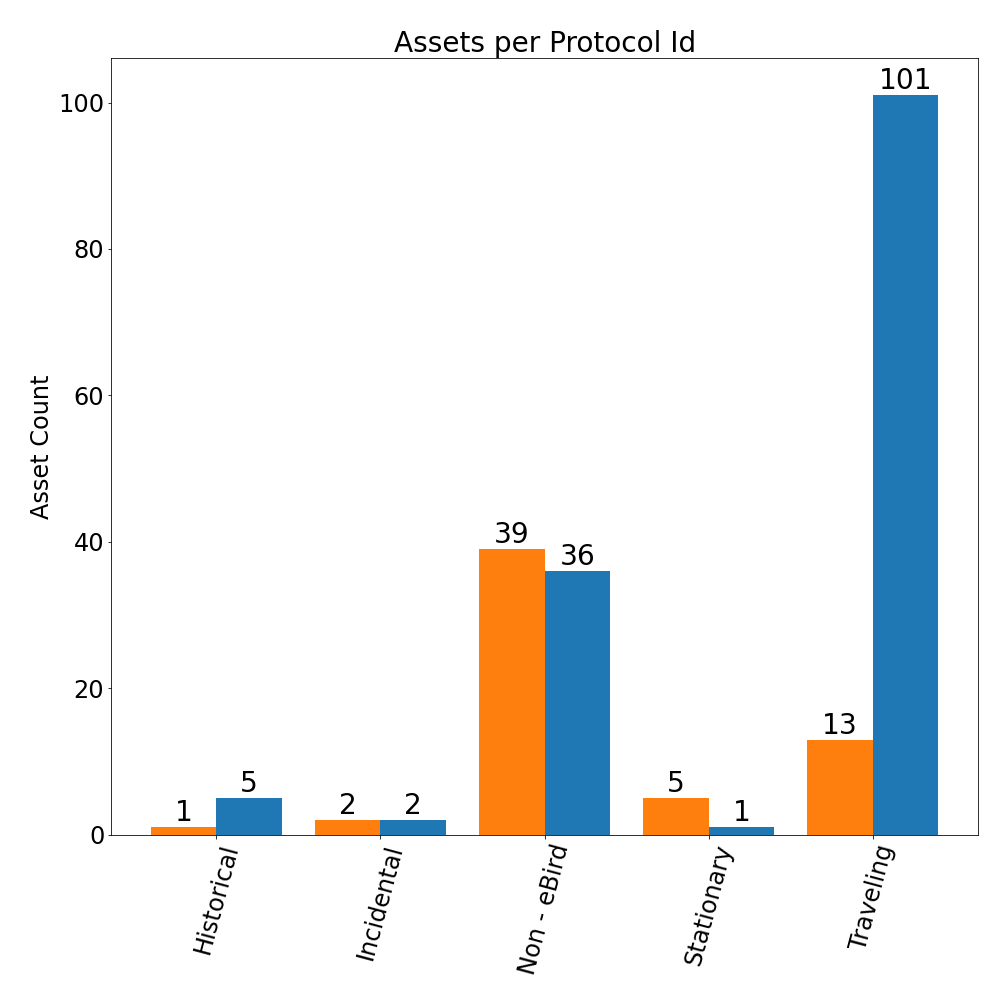 Assets per Protocol Id
Asset Count
100
80
60
40
20
0
1
5
2
2
39
36
5
1
13
101
Historical
Incidental
Non - eBird
Stationary
Traveling